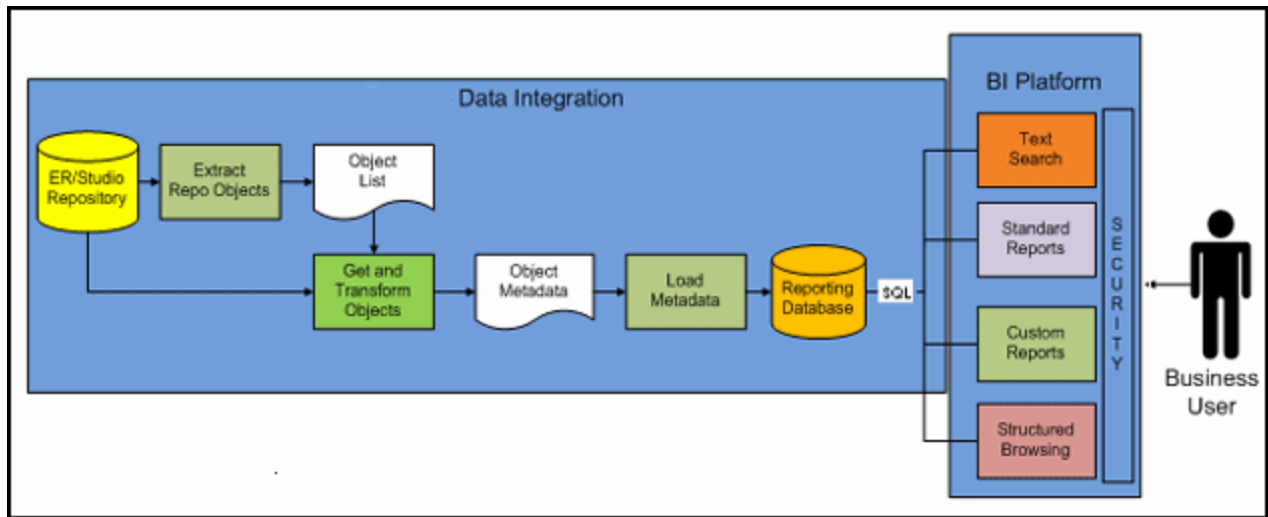 Data Integration
ER/Studio
Repository
Extract
Repo Objects
Object
List
Get and
Transform
Objects
Object
Metadata
Load
Metadata
Reporting
Database
SQL
BI Platform
Text
Search
Standard
Reports
Custom
Reports
Structured
Browsing
S
E
C
U
R
I
T
Y
Business
User